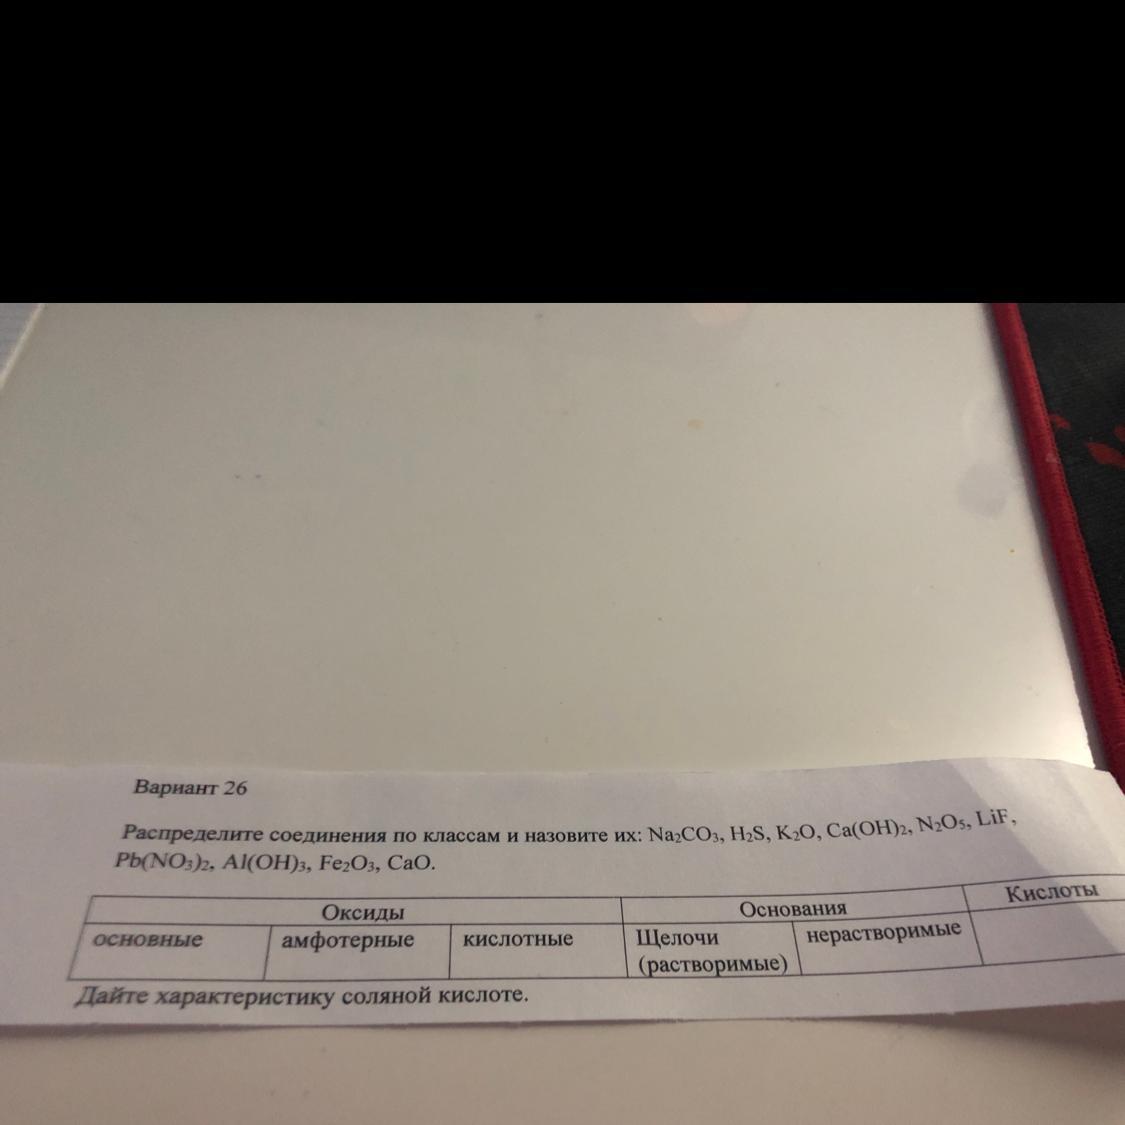 Вариант 26
Распределите соединения по классам и назовите их: Na₂CO₃, H₂S, K₂O, Ca(OH)₂, N₂O₅, LiF,
Pb(NO₃)₂, Al(OH)₃, Fe₂O₃, CaO.
Оксиды Основания Кислоты
основные амфотерные кислотные Щелочи нерастворимые
(растворимые)
Дайте характеристику соляной кислоте.